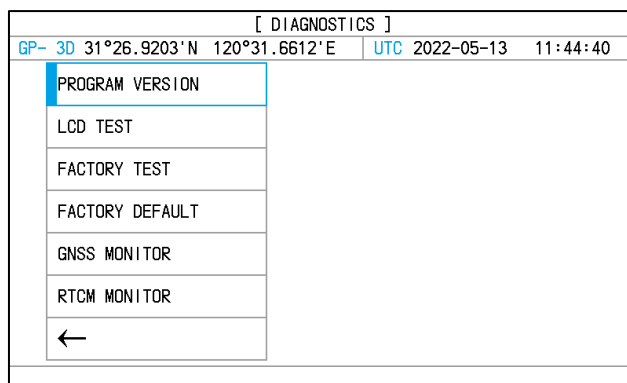 [ DIAGNOSTICS ]
GP- 3D 31°26.9203'N 120°31.6612'E UTC 2022-05-13 11:44:40
PROGRAM VERSION
LCD TEST
FACTORY TEST
FACTORY DEFAULT
GNSS MONITOR
RTCM MONITOR
←